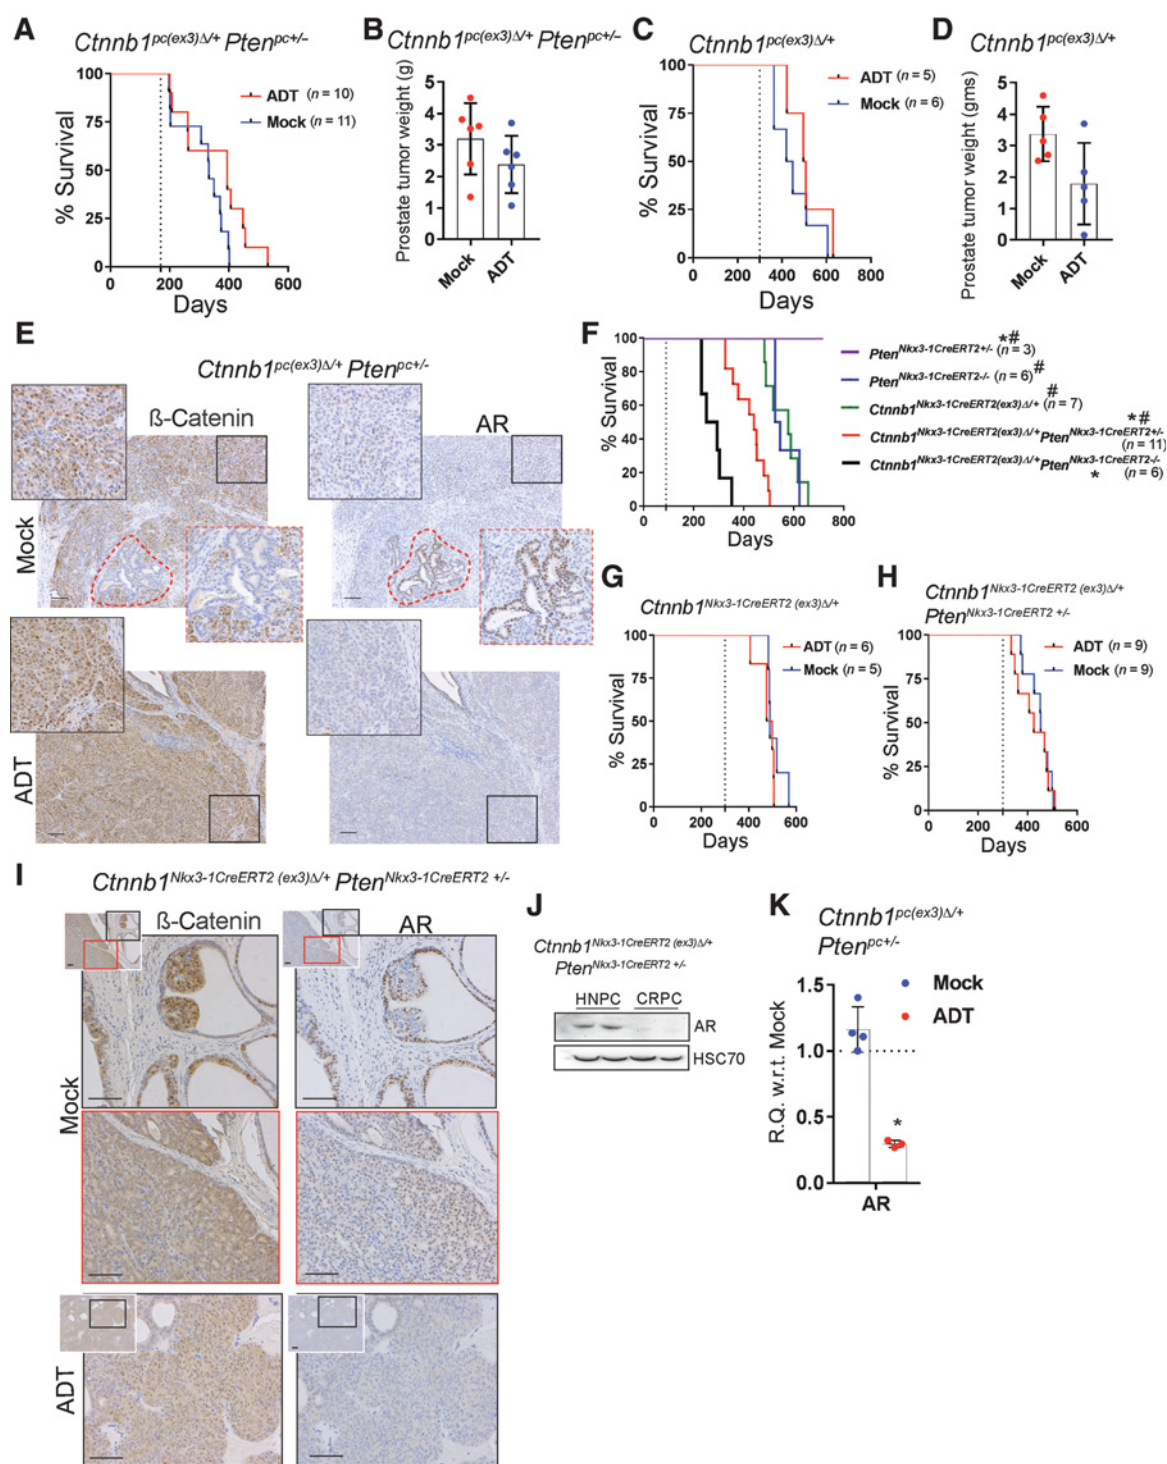 A
Ctnnb1pc(ex3)Δ/+ Ptenpc+/-
% Survival
100
75
50
25
0
ADT (n = 10)
Mock (n = 11)
0 200 400 600
Days
B
Ctnnb1pc(ex3)Δ/+ Ptenpc+/-
Prostate tumor weight (g)
5
4
3
2
1
0
Mock ADT
C
Ctnnb1pc(ex3)Δ/+
% Survival
100
75
50
25
0
ADT (n = 5)
Mock (n = 6)
0 200 400 600 800
Days
D
Ctnnb1pc(ex3)Δ/+
Prostate tumor weight (gms)
5
4
3
2
1
0
Mock ADT
E
Ctnnb1pc(ex3)Δ/+ Ptenpc+/-
ß-Catenin
AR
Mock
ADT
F
% Survival
100
80
60
40
20
0
0 200 400 600 800
Days
*#
PtenNkx3-1CreERT2+/- (n = 3)
PtenNkx3-1CreERT2-/- (n = 6) #
Ctnnb1Nkx3-1CreERT2(ex3)Δ/+ (n = 7) #
*#
Ctnnb1Nkx3-1CreERT2(ex3)Δ/+ PtenNkx3-1CreERT2+/-
(n = 11)
Ctnnb1Nkx3-1CreERT2(ex3)Δ/+ PtenNkx3-1CreERT2-/-
* (n = 6)
G
Ctnnb1Nkx3-1CreERT2 (ex3)Δ/+
% Survival
100
75
50
25
0
ADT (n = 6)
Mock (n = 5)
0 200 400 600
Days
H
Ctnnb1Nkx3-1CreERT2 (ex3)Δ/+
PtenNkx3-1CreERT2 +/-
% Survival
100
75
50
25
0
ADT (n = 9)
Mock (n = 9)
0 200 400 600
Days
I
Ctnnb1Nkx3-1CreERT2 (ex3)Δ/+ PtenNkx3-1CreERT2 +/-
ß-Catenin
AR
Mock
ADT
J
Ctnnb1Nkx3-1CreERT2 (ex3)Δ/+
PtenNkx3-1CreERT2 +/-
HNPC CRPC
AR
HSC70
K
Ctnnb1pc(ex3)Δ/+
Ptenpc+/-
Mock
ADT
R.Q. w.r.t. Mock
1.5
1.0
0.5
0.0
*
AR